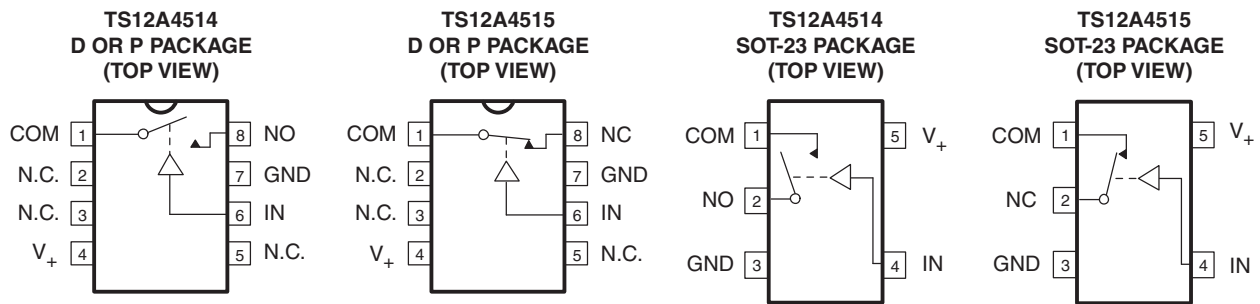 TS12A4514
D OR P PACKAGE
(TOP VIEW)
COM 1
N.C. 2
N.C. 3
V+ 4
8 NO
7 GND
6 IN
5 N.C.
TS12A4515
D OR P PACKAGE
(TOP VIEW)
COM 1
N.C. 2
N.C. 3
V+ 4
8 NC
7 GND
6 IN
5 N.C.
TS12A4514
SOT-23 PACKAGE
(TOP VIEW)
COM 1
NO 2
GND 3
5 V+
4 IN
TS12A4515
SOT-23 PACKAGE
(TOP VIEW)
COM 1
NC 2
GND 3
5 V+
4 IN